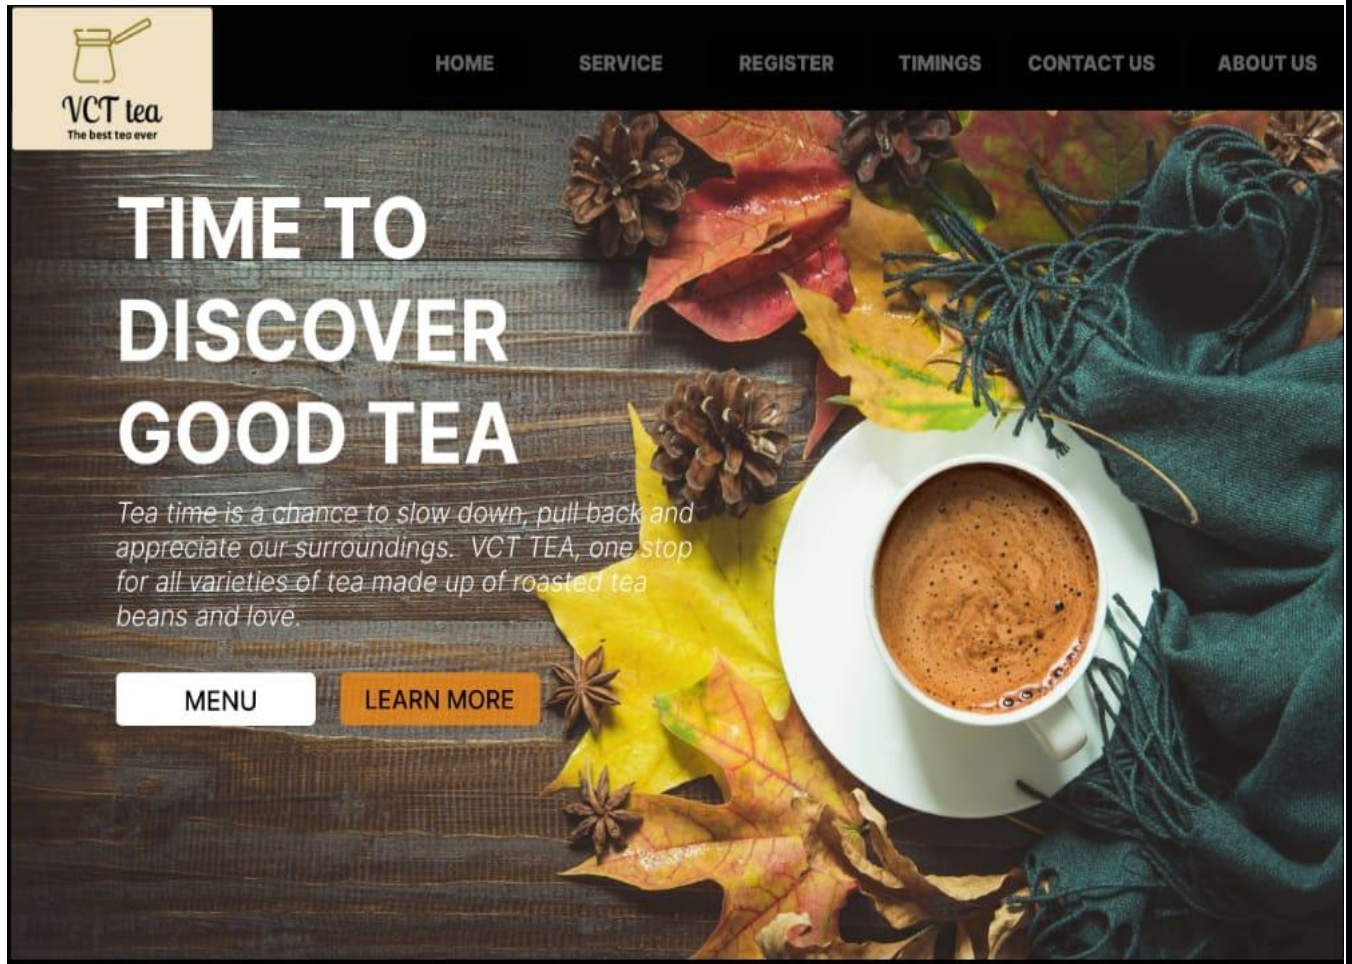 VCT tea
The best tea ever
HOME SERVICE REGISTER TIMINGS CONTACT US ABOUT US
TIME TO
DISCOVER
GOOD TEA
Tea time is a chance to slow down, pull back and
appreciate our surroundings. VCT TEA, one stop
for all varieties of tea made up of roasted tea
beans and love.
MENU LEARN MORE